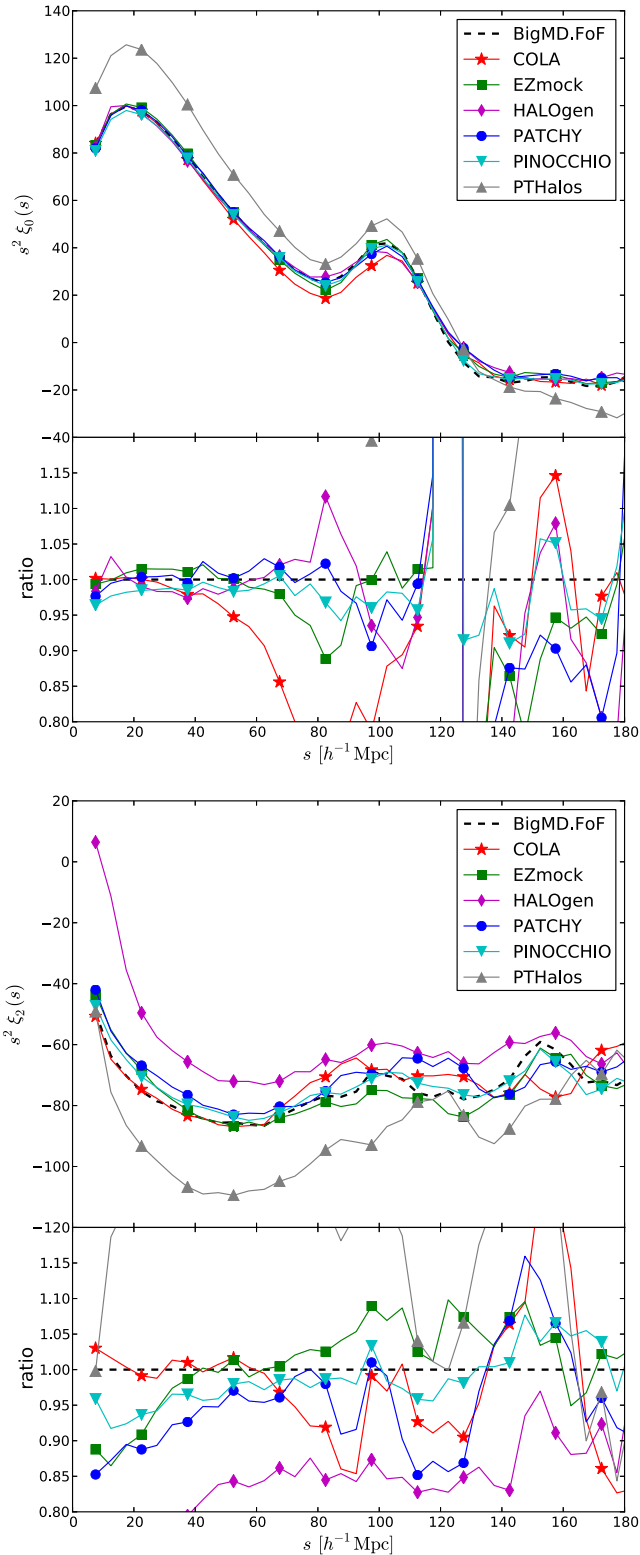 140
120
100
80
60
40
20
0
−20
−40
s² ξ₀(s)
BigMD.FoF
COLA
EZmock
HALOgen
PATCHY
PINOCCHIO
PTHalos
1.15
1.10
1.05
1.00
0.95
0.90
0.85
0.80
ratio
0 20 40 60 80 100 120 140 160 180
s [h⁻¹ Mpc]
20
0
−20
−40
−60
−80
−100
−120
s² ξ₂(s)
BigMD.FoF
COLA
EZmock
HALOgen
PATCHY
PINOCCHIO
PTHalos
1.15
1.10
1.05
1.00
0.95
0.90
0.85
0.80
ratio
0 20 40 60 80 100 120 140 160 180
s [h⁻¹ Mpc]